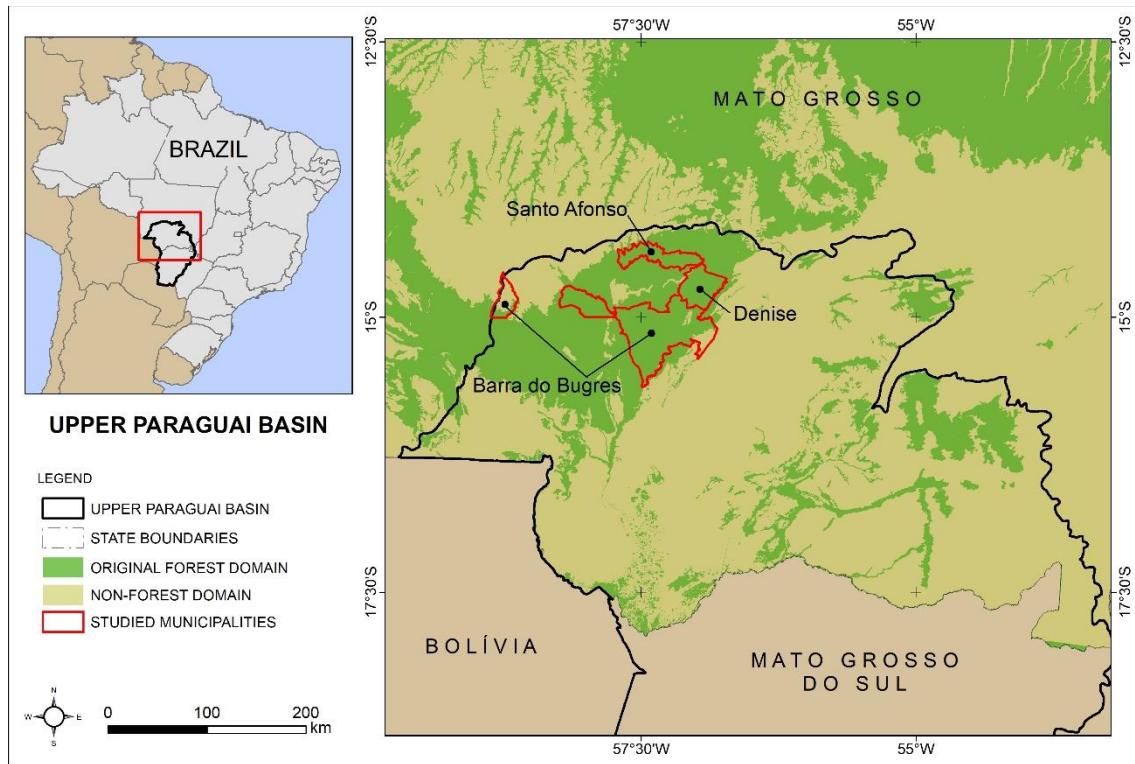 BRAZIL
UPPER PARAGUAI BASIN
LEGEND
UPPER PARAGUAI BASIN
STATE BOUNDARIES
ORIGINAL FOREST DOMAIN
NON-FOREST DOMAIN
STUDIED MUNICIPALITIES
N
W E
S
0 100 200
km
57°30'W 55°W
12°30'S 12°30'S
MATO GROSSO
Santo Afonso
Denise
15°S 15°S
Barra do Bugres
17°30'S 17°30'S
BOLÍVIA
MATO GROSSO
DO SUL
57°30'W 55°W